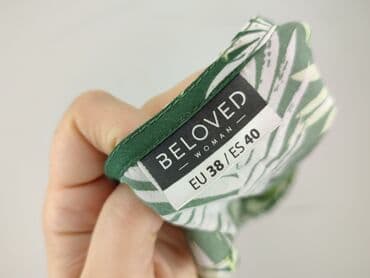 BELOVED
— WOMAN —
EU 38 / ES 40